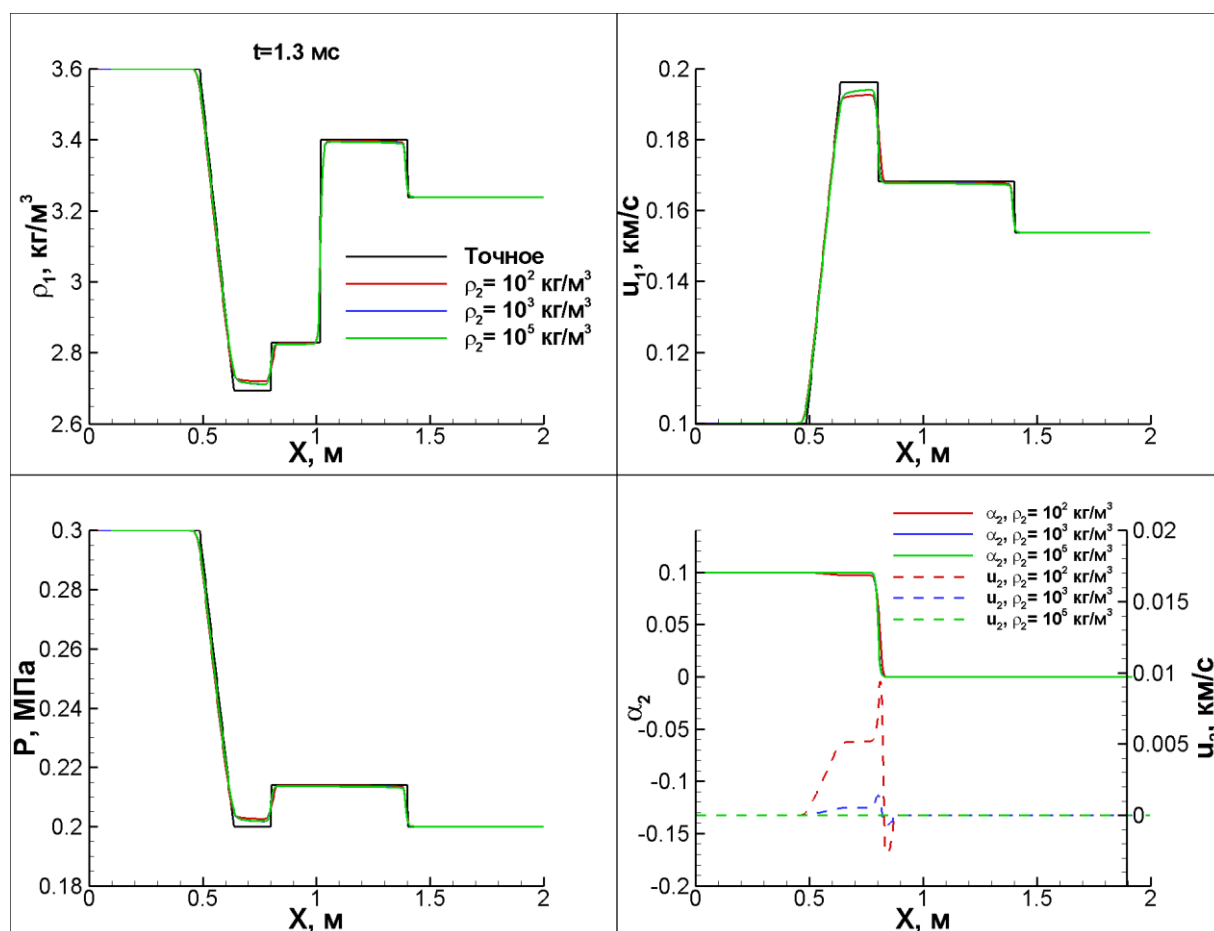 t=1.3 мс
3.6
3.4
3.2
3
2.8
2.6
ρ₁, кг/м³
Точное
ρ₂= 10² кг/м³
ρ₂= 10³ кг/м³
ρ₂= 10⁵ кг/м³
0 0.5 1 1.5 2
X, м
0.2
0.18
0.16
0.14
0.12
0.1
u₁, км/с
0 0.5 1 1.5 2
X, м
0.3
0.28
0.26
0.24
0.22
0.2
0.18
P, МПа
0 0.5 1 1.5 2
X, м
α₂, ρ₂= 10² кг/м³
α₂, ρ₂= 10³ кг/м³
α₂, ρ₂= 10⁵ кг/м³
u₂, ρ₂= 10² кг/м³
u₂, ρ₂= 10³ кг/м³
u₂, ρ₂= 10⁵ кг/м³
0.1
0.05
0
-0.05
-0.1
-0.15
-0.2
α₂
0.02
0.015
0.01
0.005
0
u₂, км/с
0 0.5 1 1.5 2
X, м